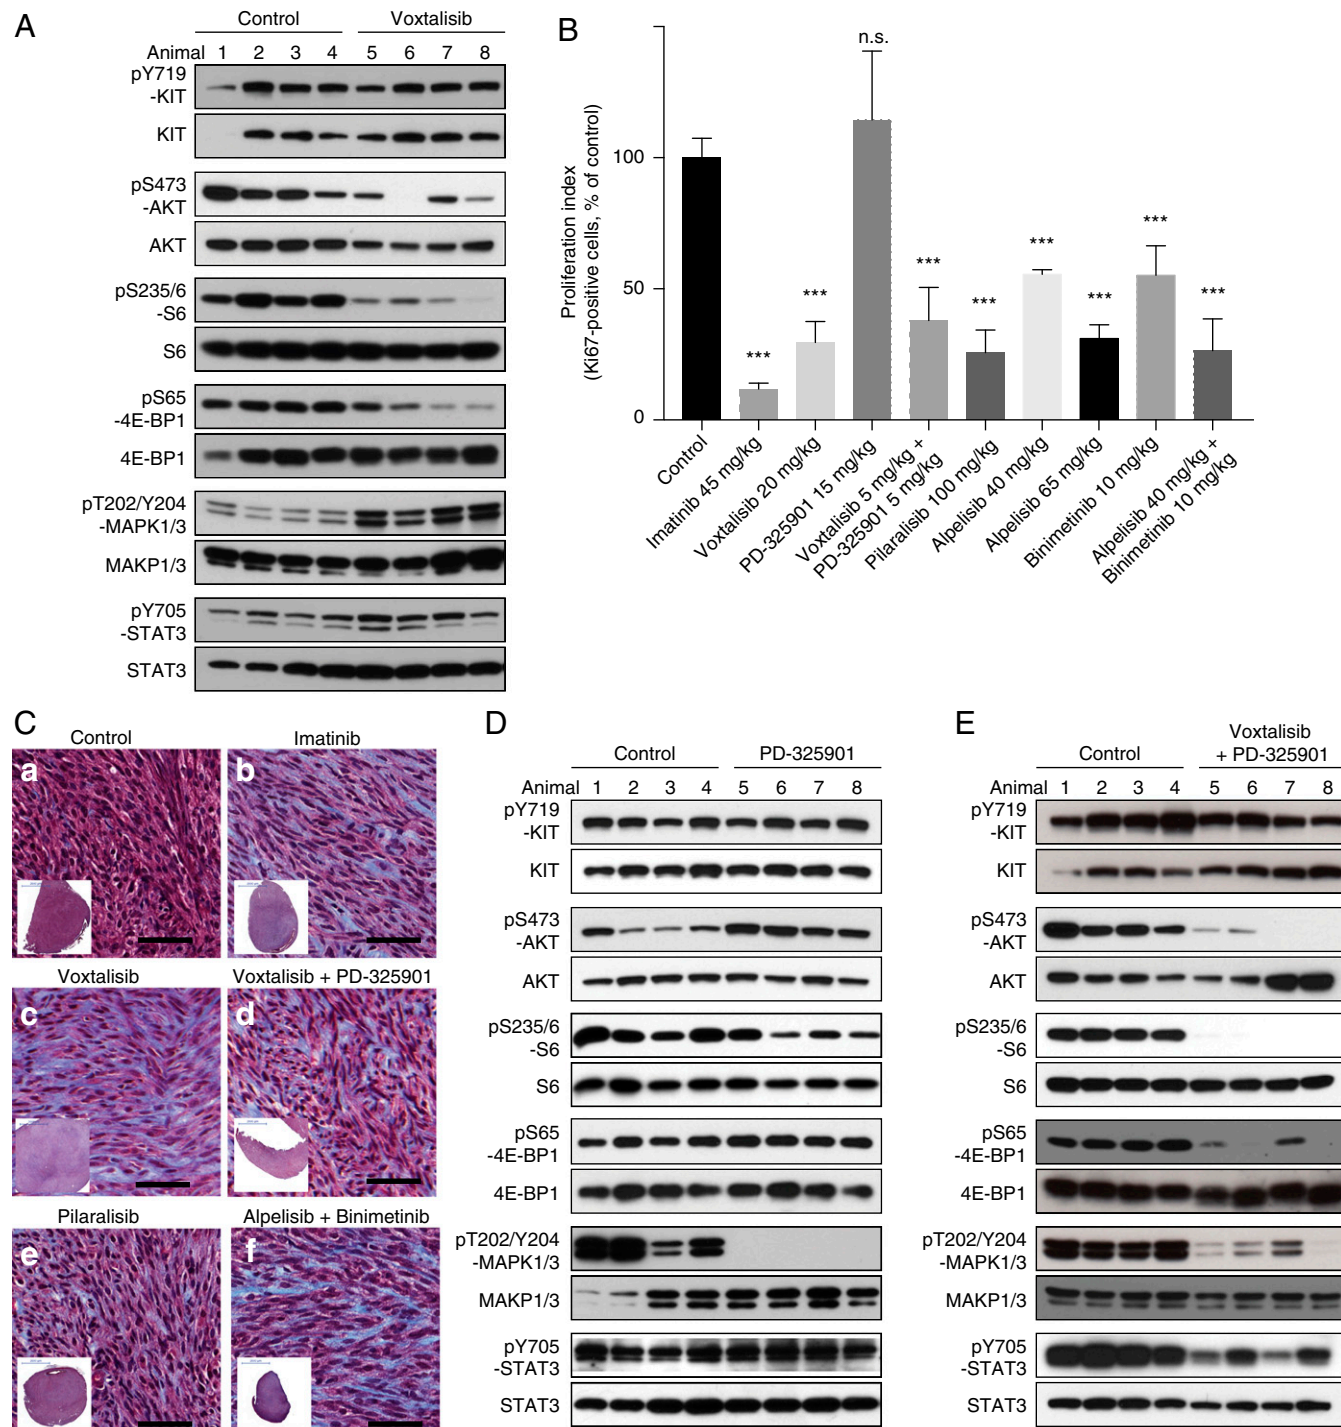 A
Control
Voxtalisib
Animal 1 2 3 4 5 6 7 8
pY719
-KIT
KIT
pS473
-AKT
AKT
pS235/6
-S6
S6
pS65
-4E-BP1
4E-BP1
pT202/Y204
-MAPK1/3
MAKP1/3
pY705
-STAT3
STAT3
B
Proliferation index
(Ki67-positive cells, % of control)
100
50
0
n.s.
***
***
***
***
***
***
***
***
Control
Imatinib 45 mg/kg
Voxtalisib 20 mg/kg
PD-325901 15 mg/kg
Voxtalisib 5 mg/kg +
PD-325901 5 mg/kg
Pilaralisib 100 mg/kg
Alpelisib 40 mg/kg
Alpelisib 65 mg/kg
Binimetinib 10 mg/kg
Alpelisib 40 mg/kg +
Binimetinib 10 mg/kg
C
Control
a
Imatinib
b
Voxtalisib
c
Voxtalisib + PD-325901
d
Pilaralisib
e
Alpelisib + Binimetinib
f
D
Control
PD-325901
Animal 1 2 3 4 5 6 7 8
pY719
-KIT
KIT
pS473
-AKT
AKT
pS235/6
-S6
S6
pS65
-4E-BP1
4E-BP1
pT202/Y204
-MAPK1/3
MAKP1/3
pY705
-STAT3
STAT3
E
Control
Voxtalisib
+ PD-325901
Animal 1 2 3 4 5 6 7 8
pY719
-KIT
KIT
pS473
-AKT
AKT
pS235/6
-S6
S6
pS65
-4E-BP1
4E-BP1
pT202/Y204
-MAPK1/3
MAKP1/3
pY705
-STAT3
STAT3